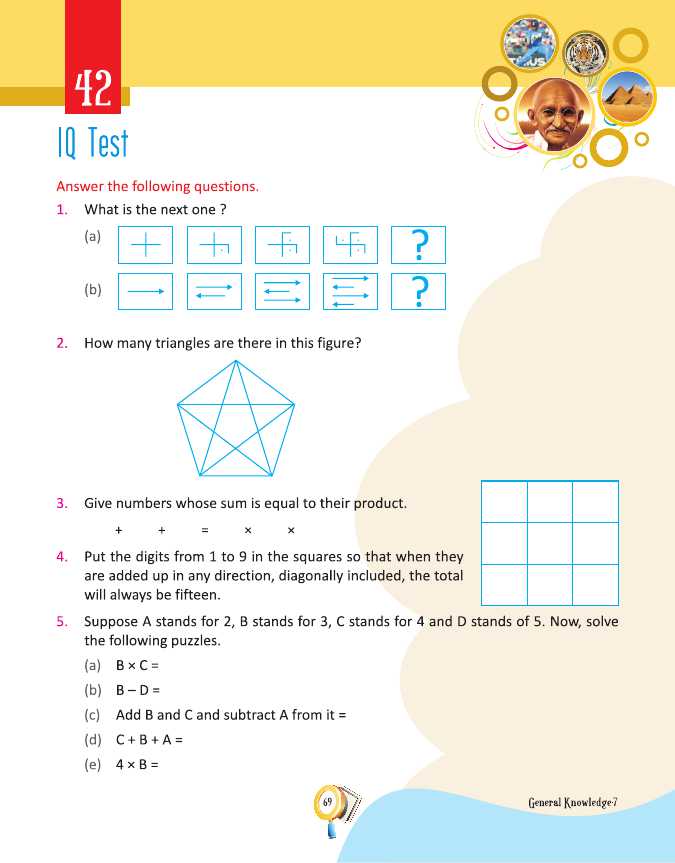 42
IQ Test
Answer the following questions.
1. What is the next one ?
(a) ?
(b) ?
2. How many triangles are there in this figure?
3. Give numbers whose sum is equal to their product.
+ + = × ×
4. Put the digits from 1 to 9 in the squares so that when they
are added up in any direction, diagonally included, the total
will always be fifteen.
5. Suppose A stands for 2, B stands for 3, C stands for 4 and D stands of 5. Now, solve
the following puzzles.
(a) B × C =
(b) B – D =
(c) Add B and C and subtract A from it =
(d) C + B + A =
(e) 4 × B =
69
General Knowledge-7